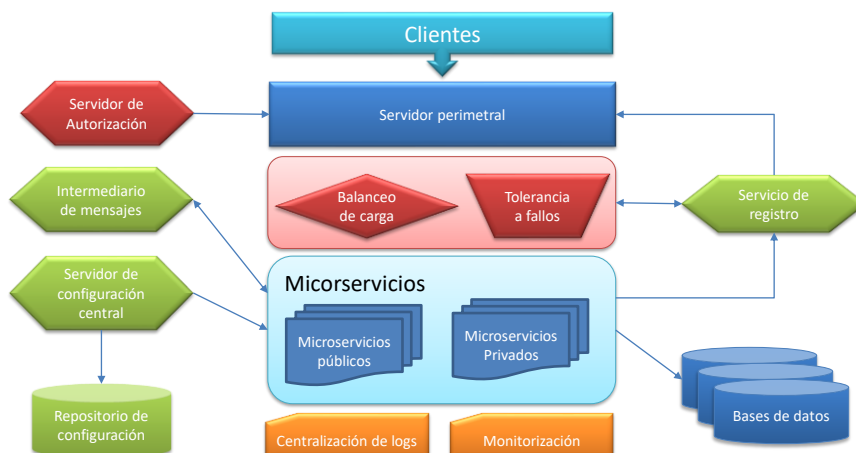 Clientes
Servidor de
Autorización
Servidor perimetral
Intermediario
de mensajes
Balanceo
de carga
Tolerancia
a fallos
Servicio de
registro
Servidor de
configuración
central
Micorservicios
Microservicios
públicos
Microservicios
Privados
Repositorio de
configuración
Bases de datos
Centralización de logs
Monitorización